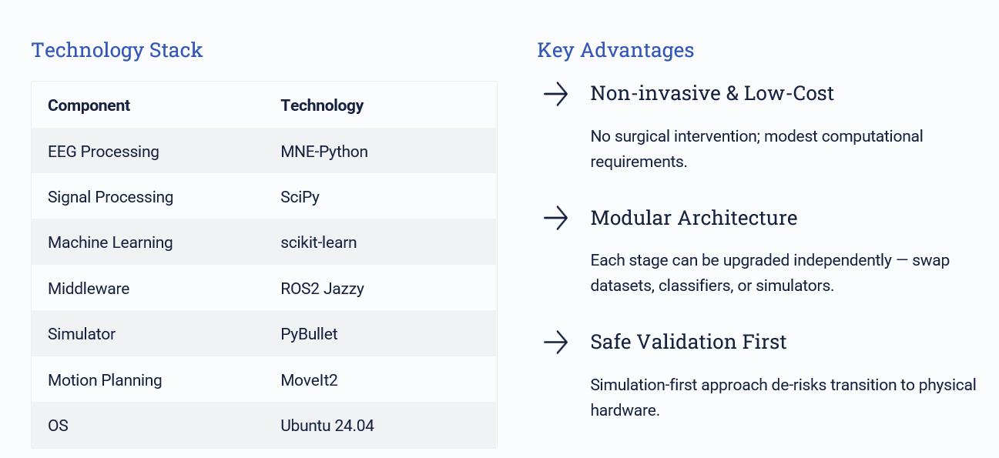 Technology Stack
Component Technology
EEG Processing MNE-Python
Signal Processing SciPy
Machine Learning scikit-learn
Middleware ROS2 Jazzy
Simulator PyBullet
Motion Planning MoveIt2
OS Ubuntu 24.04
Key Advantages
Non-invasive & Low-Cost
No surgical intervention; modest computational
requirements.
Modular Architecture
Each stage can be upgraded independently — swap
datasets, classifiers, or simulators.
Safe Validation First
Simulation-first approach de-risks transition to physical
hardware.